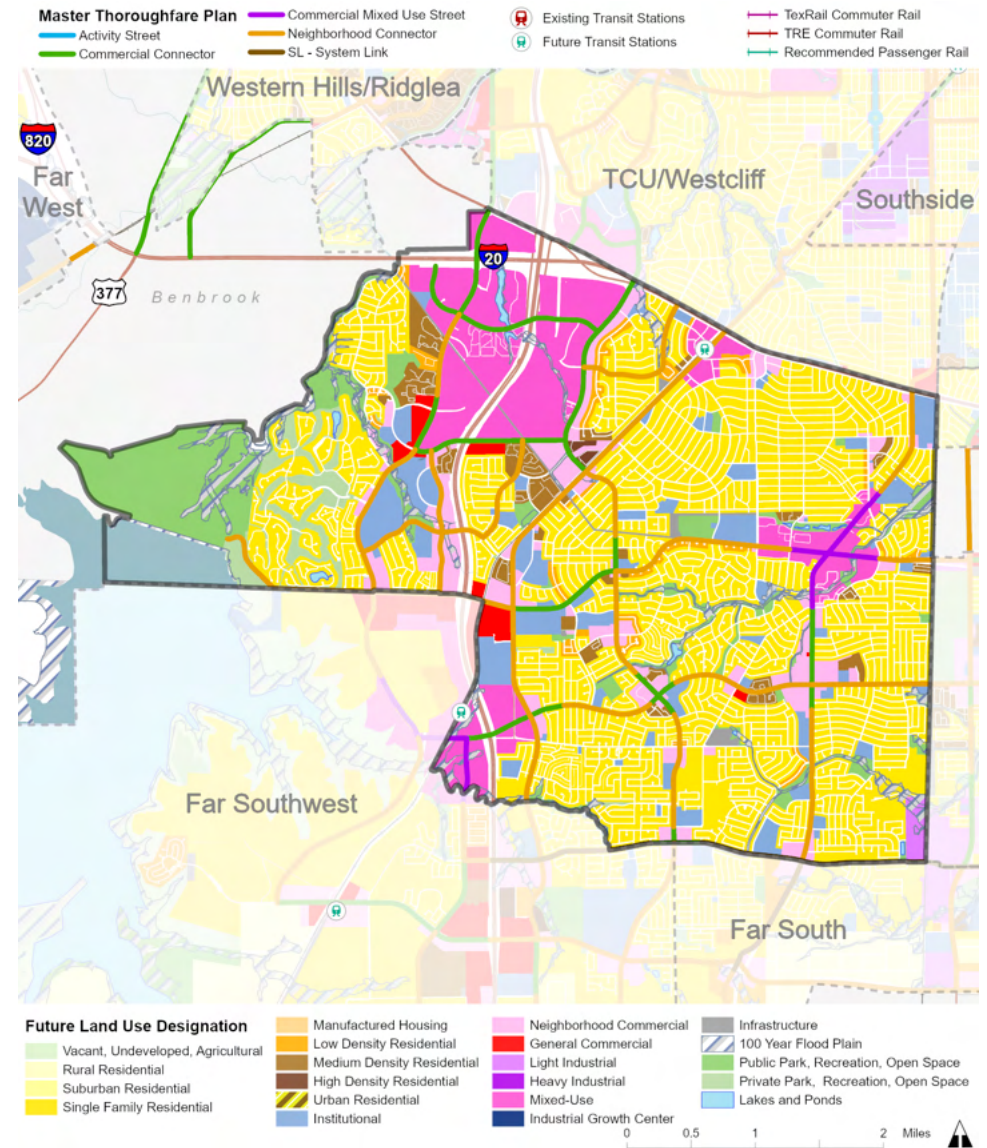 Master Thoroughfare Plan
Activity Street
Commercial Connector
Commercial Mixed Use Street
Neighborhood Connector
SL - System Link
Existing Transit Stations
Future Transit Stations
TexRail Commuter Rail
TRE Commuter Rail
Recommended Passenger Rail
Western Hills/Ridglea
820
Far
West
TCU/Westcliff
Southside
20
377
Benbrook
Far Southwest
Far South
Future Land Use Designation
Vacant, Undeveloped, Agricultural
Rural Residential
Suburban Residential
Single Family Residential
Manufactured Housing
Low Density Residential
Medium Density Residential
High Density Residential
Urban Residential
Institutional
Neighborhood Commercial
General Commercial
Light Industrial
Heavy Industrial
Mixed-Use
Industrial Growth Center
Infrastructure
100 Year Flood Plain
Public Park, Recreation, Open Space
Private Park, Recreation, Open Space
Lakes and Ponds
0 0.5 1 2 Miles